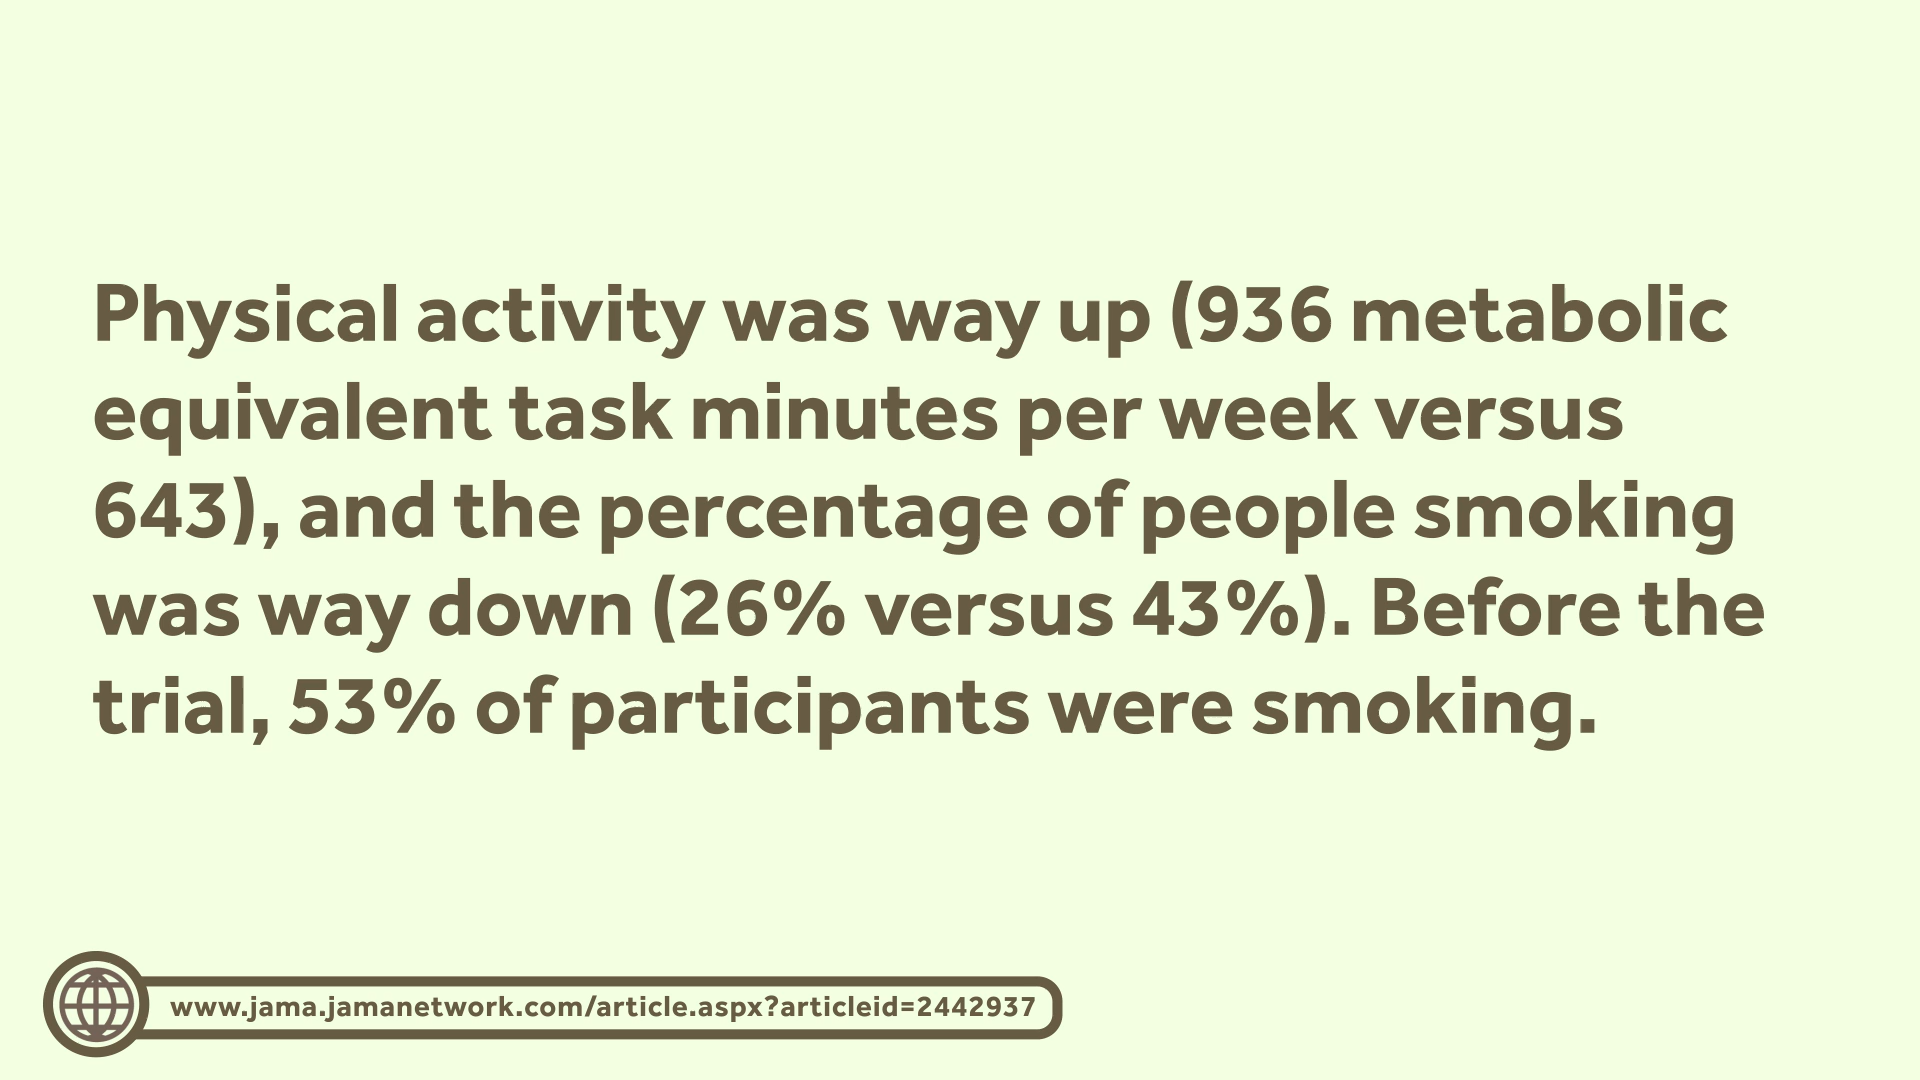 Physical activity was way up (936 metabolic
equivalent task minutes per week versus
643), and the percentage of people smoking
was way down (26% versus 43%). Before the
trial, 53% of participants were smoking.
www.jama.jamanetwork.com/article.aspx?articleid=2442937